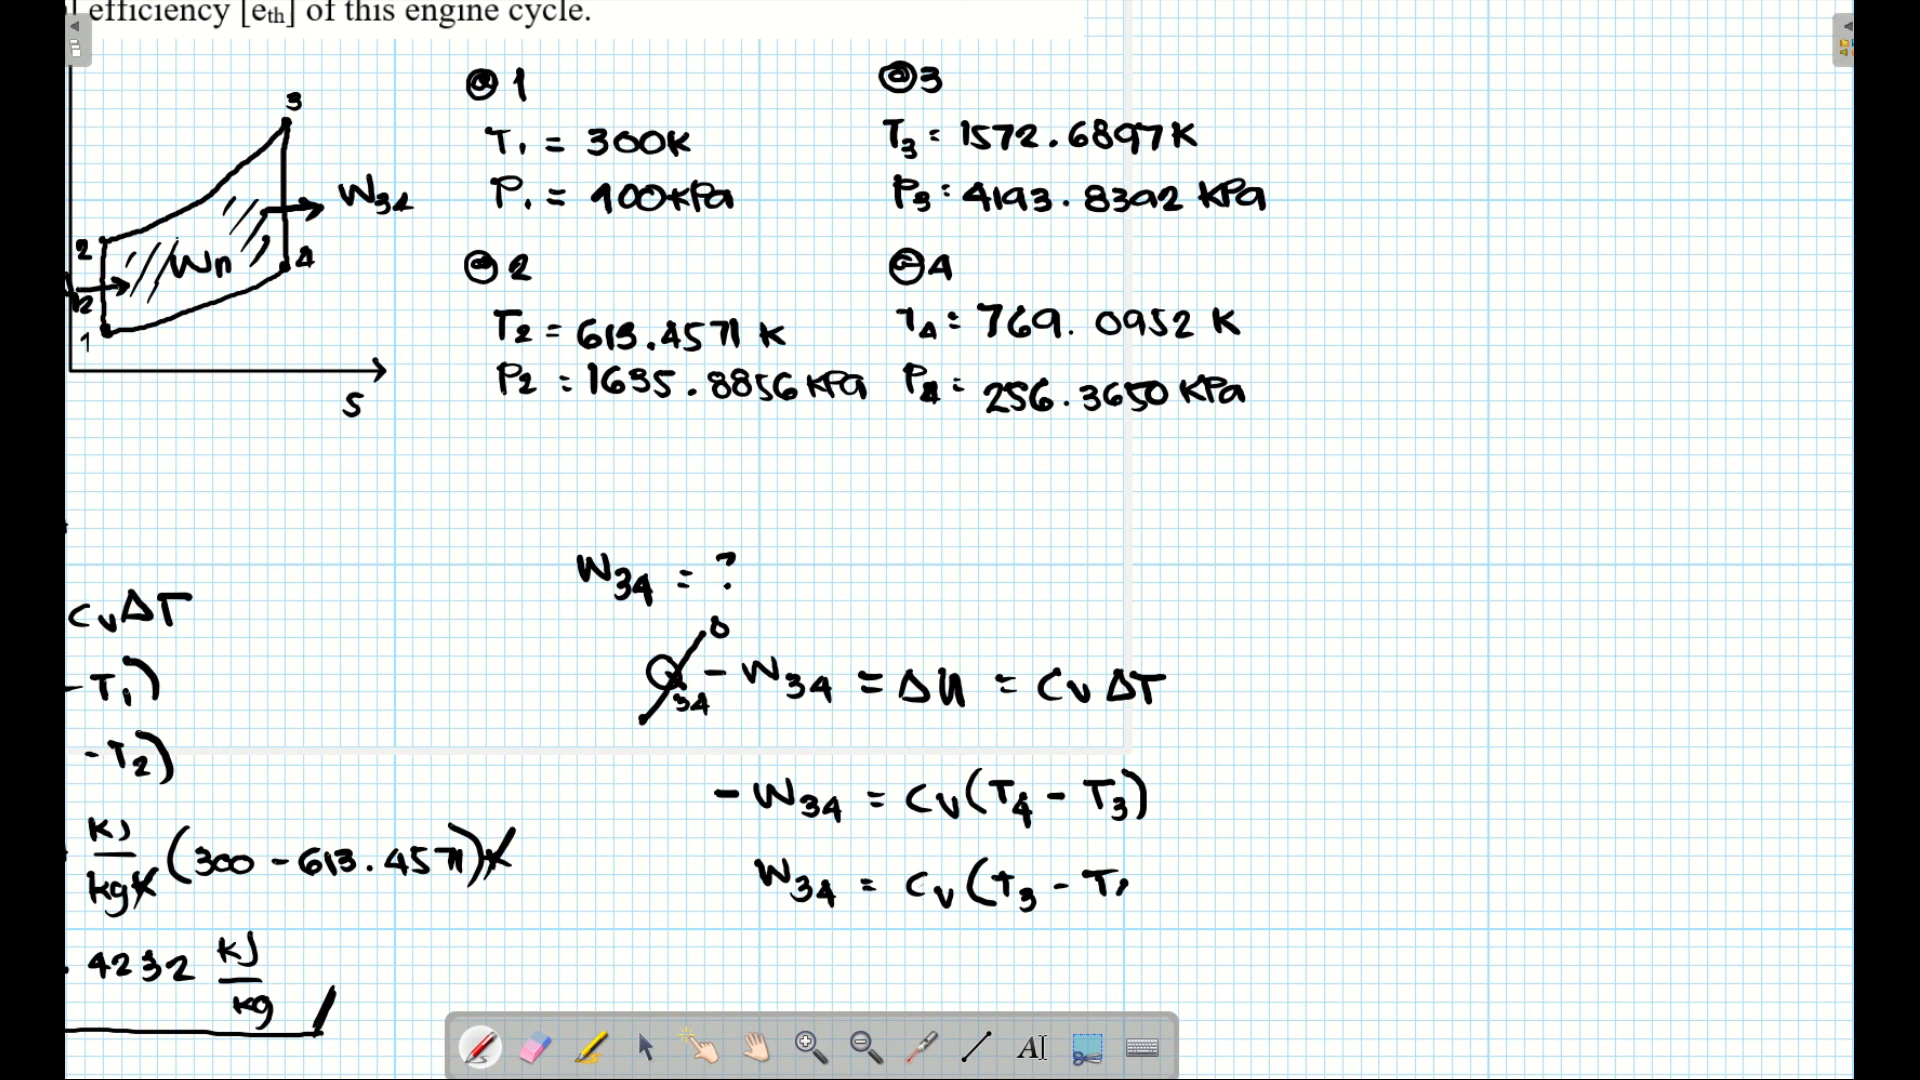 efficiency [eth] of this engine cycle.
3
W34
2
Wn
4
12
1
S
@ 1
T1 = 300K
P1 = 100kPa
@ 2
T2 = 613.4571 K
P2 = 1635.8856 kPa
@3
T3 = 1572.6897 K
P3 = 4193.8392 KPa
@4
T4 = 769.0952 K
P4 = 256.3650 KPa
CvΔT
- T1)
- T2)
KJ
kgK
(300 - 613.4571)K
.4232 KJ
kg
W34 = ?
0
Q34 - W34 = ΔU = CvΔT
- W34 = Cv(T4 - T3)
W34 = Cv(T3 - T
AI